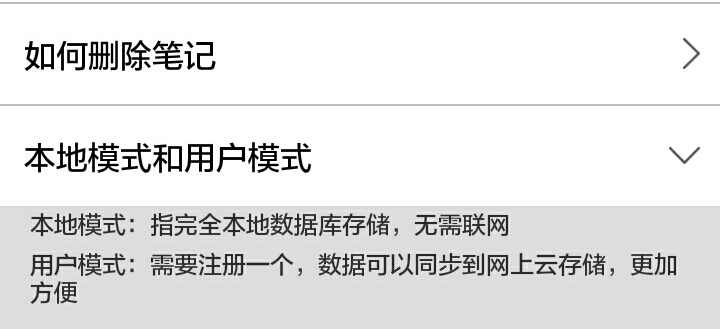 如何删除笔记
本地模式和用户模式
本地模式：指完全本地数据库存储，无需联网
用户模式：需要注册一个，数据可以同步到网上云存储，更加
方便